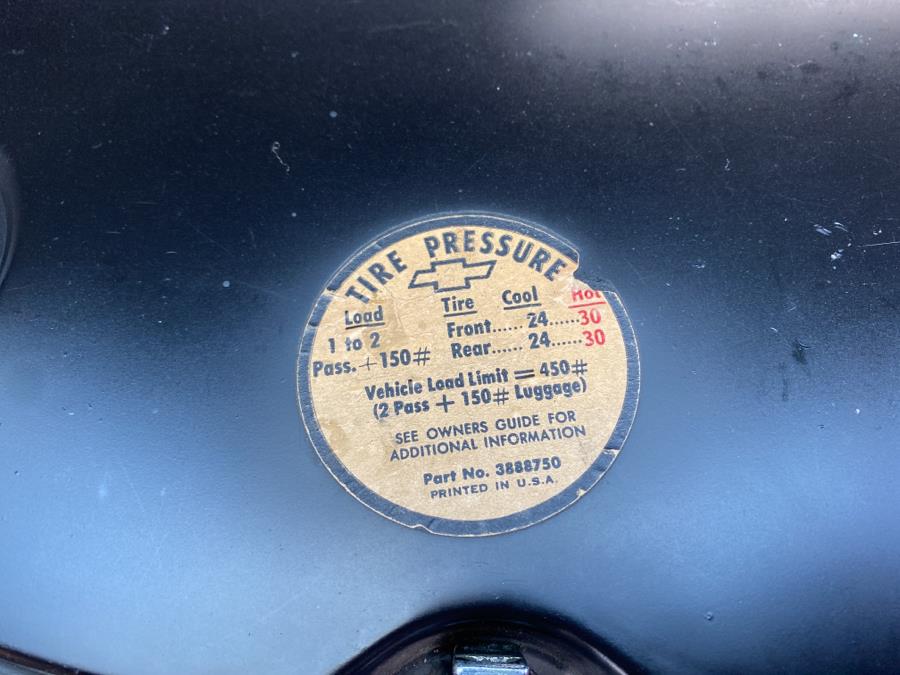 TIRE PRESSURE
Load Tire Cool Hot
1 to 2 Front......24......30
Pass.+150# Rear......24......30
Vehicle Load Limit = 450#
(2 Pass + 150# Luggage)
SEE OWNERS GUIDE FOR
ADDITIONAL INFORMATION
Part No. 3888750
PRINTED IN U.S.A.